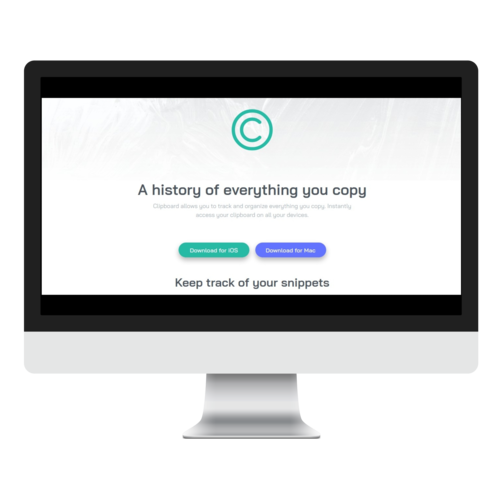 A history of everything you copy
Clipboard allows you to track and organize everything you copy. Instantly
access your clipboard on all your devices.
Download for iOS
Download for Mac
Keep track of your snippets